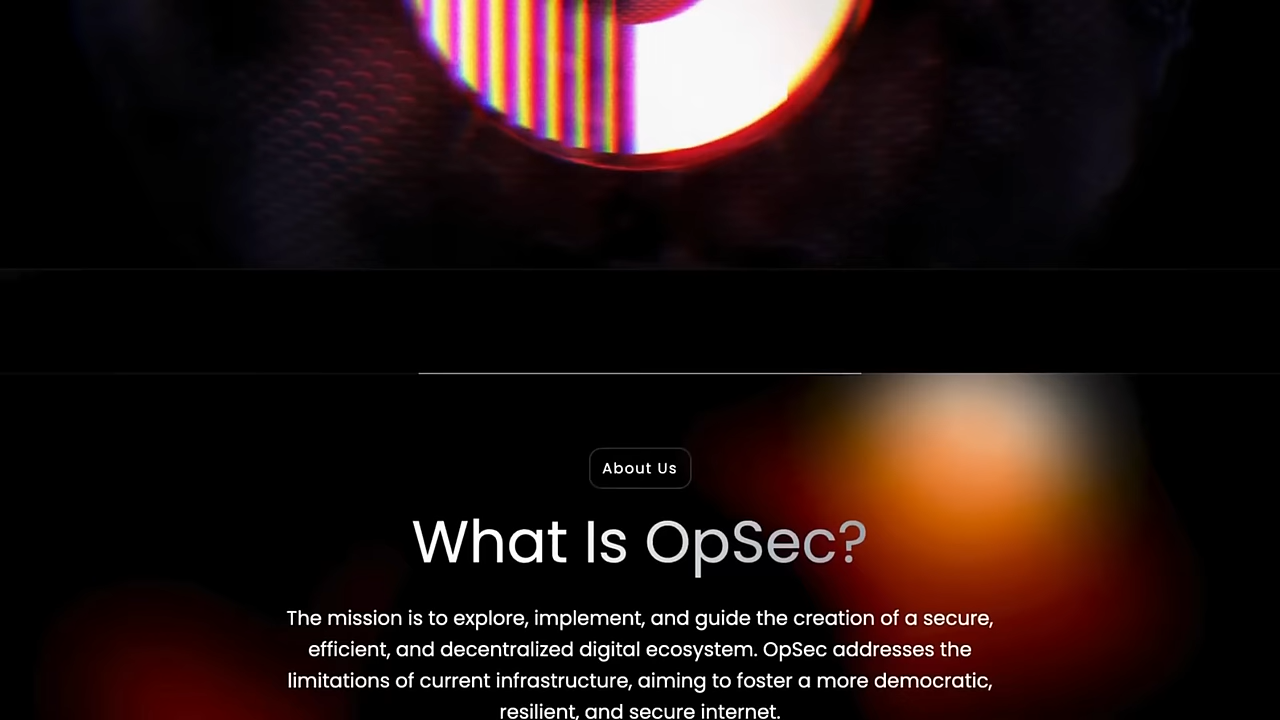 About Us
What Is OpSec?
The mission is to explore, implement, and guide the creation of a secure,
efficient, and decentralized digital ecosystem. OpSec addresses the
limitations of current infrastructure, aiming to foster a more democratic,
resilient, and secure internet.